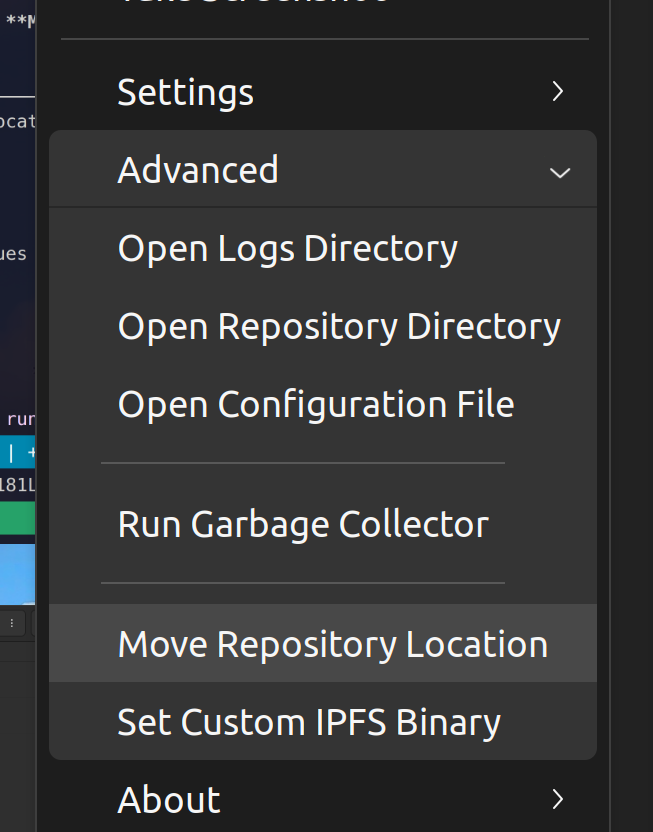 **M
Settings
ocat
Advanced
Open Logs Directory
ues
Open Repository Directory
Open Configuration File
run
| +
181L
Run Garbage Collector
Move Repository Location
Set Custom IPFS Binary
About